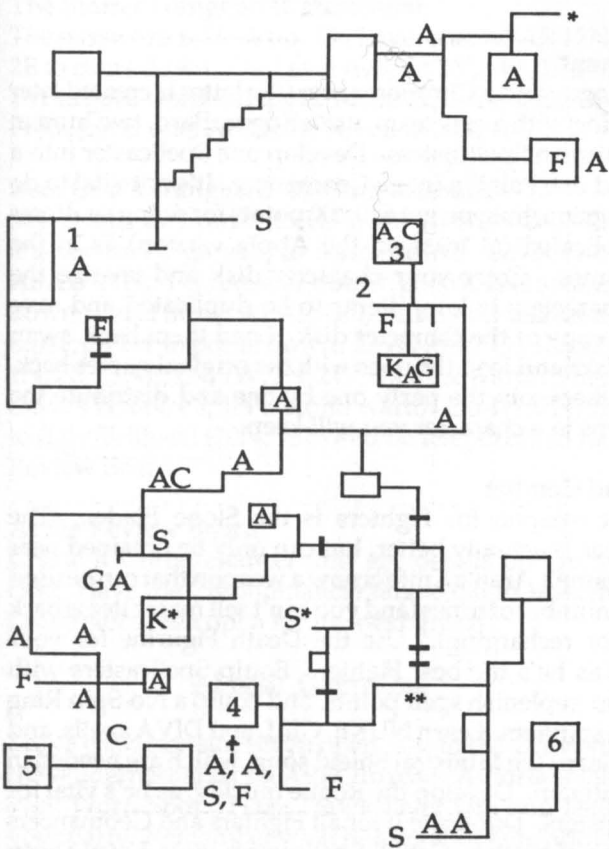 *
A
A A
F A
1 S A C
A 3
2
F F
K A G
A
A
AC A
S A
A
K* S*
A A
F A A
4 **
C 6
5 A, A,
S, F F
S A A